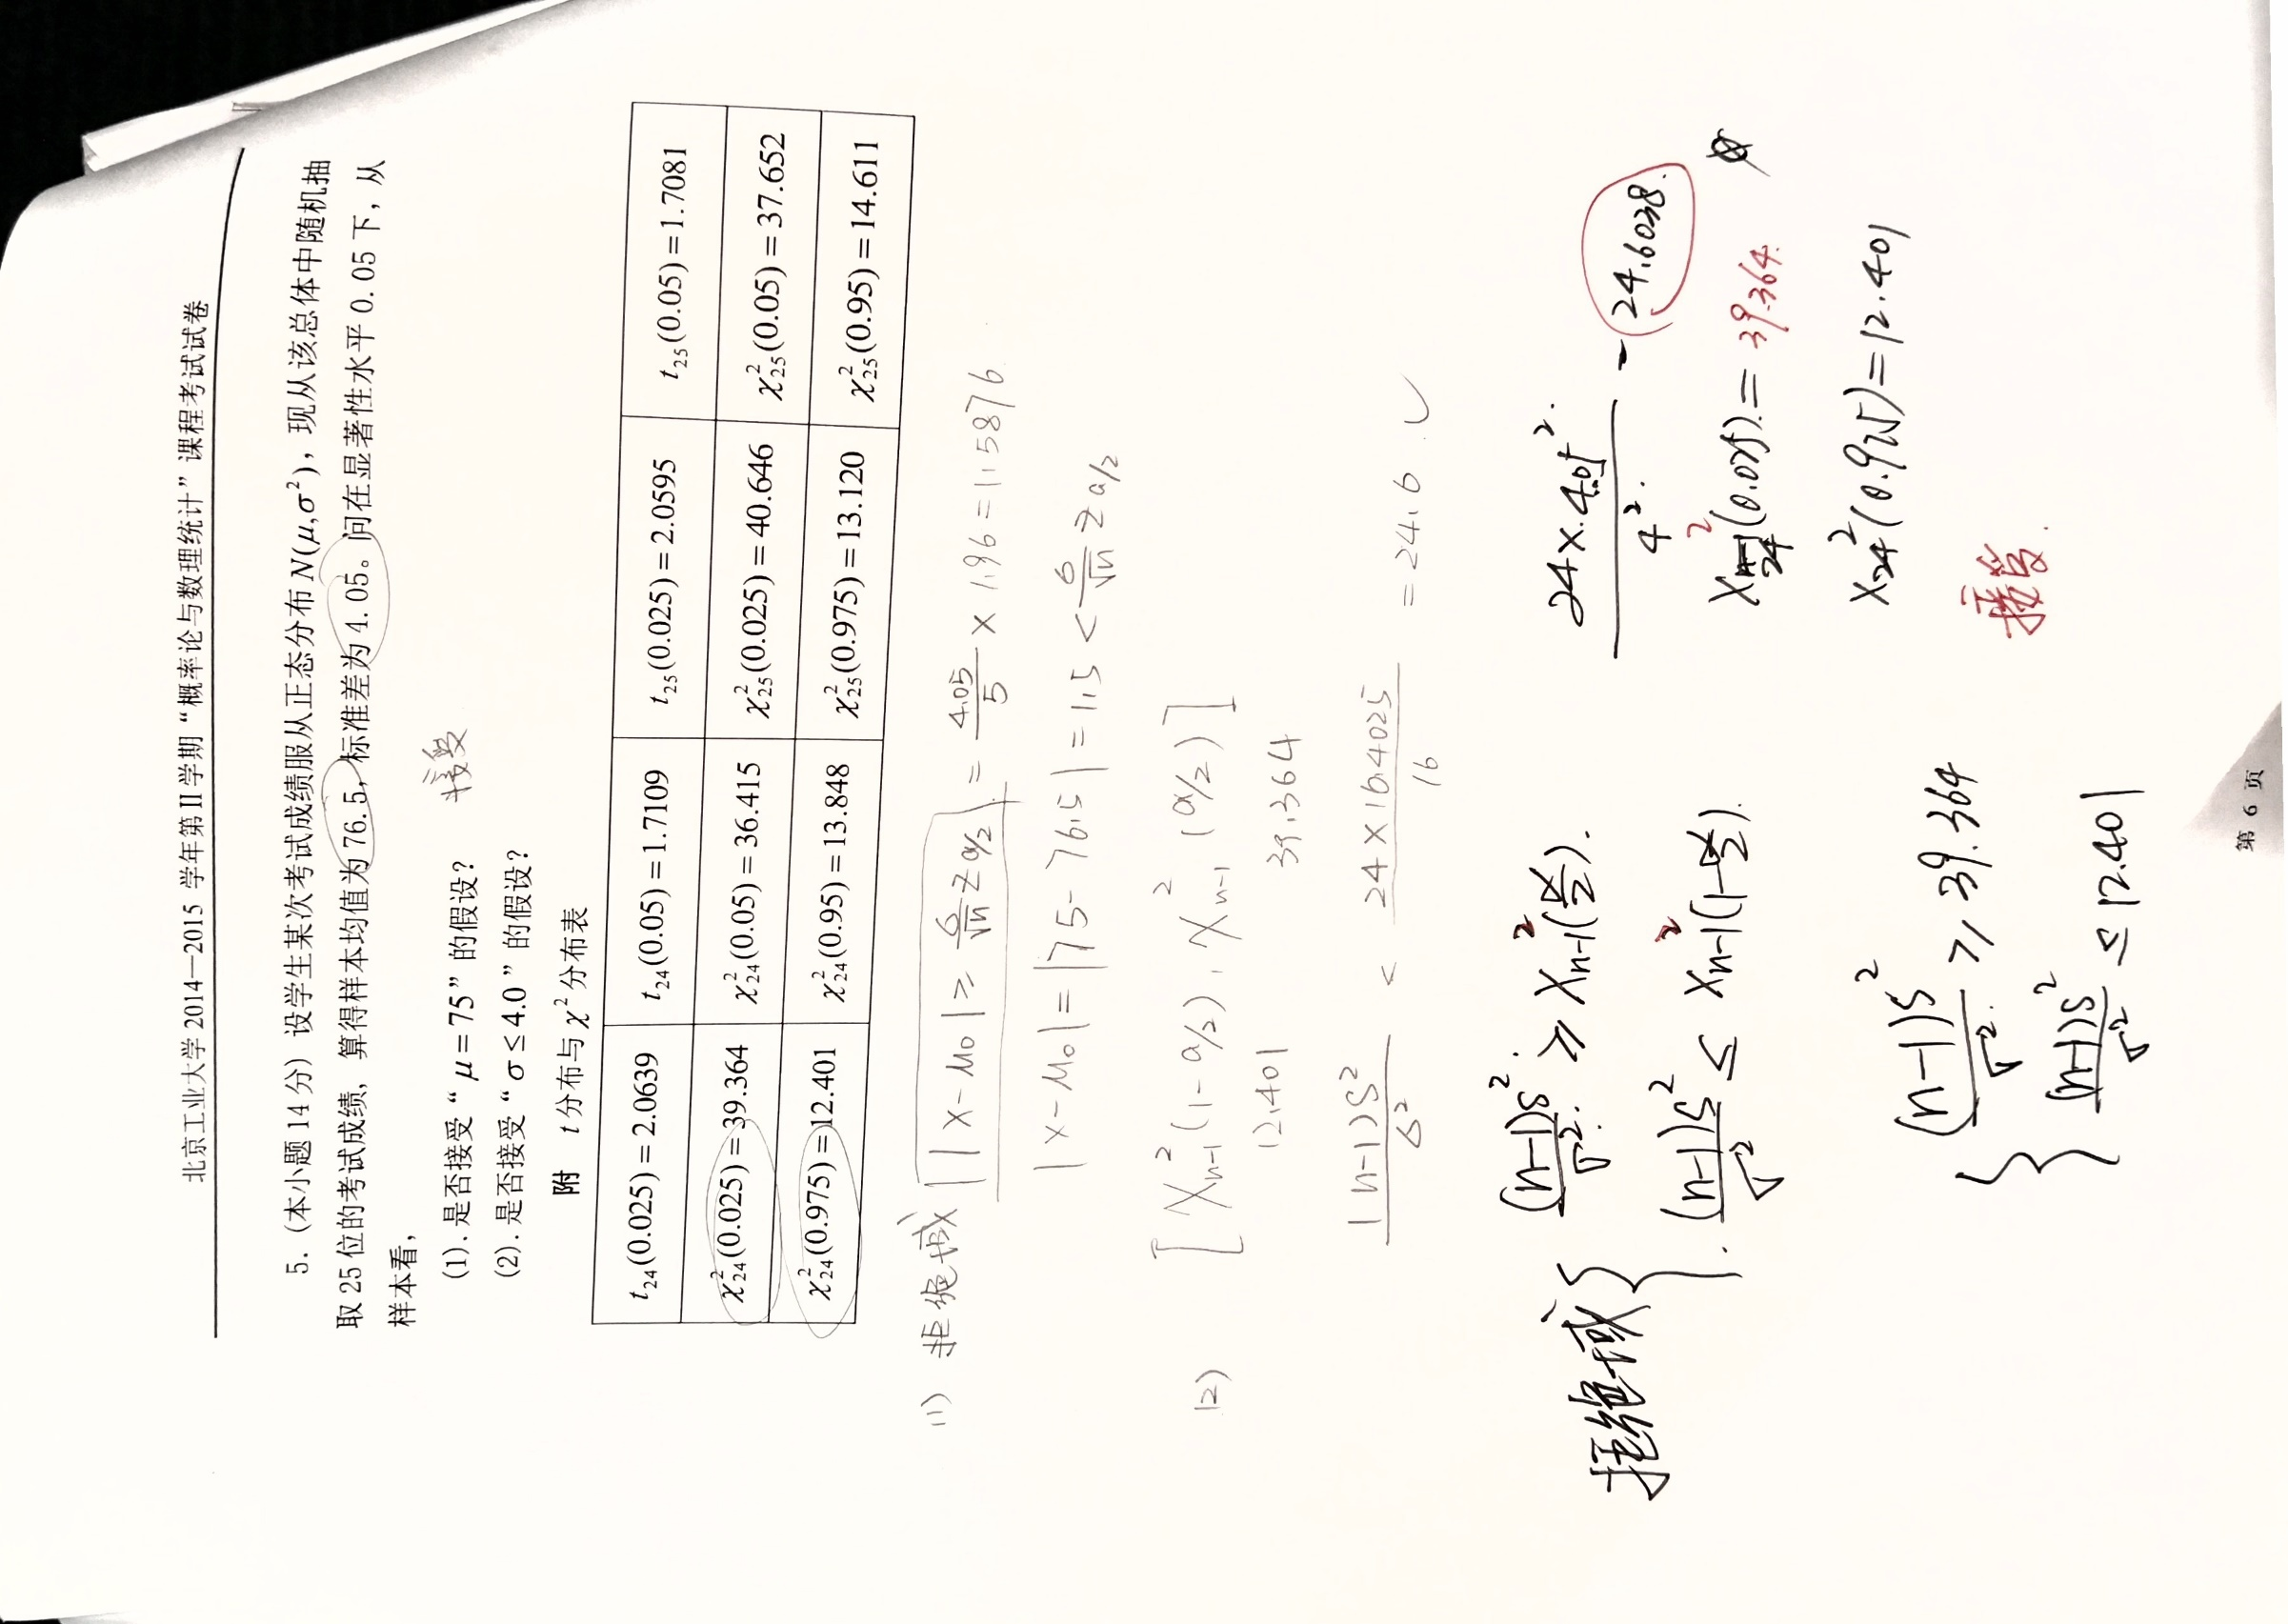 北京工业大学 2014—2015 学年第 II 学期 “概率论与数理统计” 课程考试试卷
5.（本小题 14 分）设学生某次考试成绩服从正态分布 N(μ,σ²)，现从该总体中随机抽
取 25 位的考试成绩，算得样本均值为 76.5，标准差为 4.05。问在显著性水平 0.05 下，从
样本看，
(1). 是否接受 “ μ = 75 ” 的假设？ 接受
(2). 是否接受 “ σ ≤ 4.0 ” 的假设？
附 t 分布与 χ² 分布表
t₂₄(0.025) = 2.0639 t₂₄(0.05) = 1.7109 t₂₅(0.025) = 2.0595 t₂₅(0.05) = 1.7081
χ²₂₄(0.025) = 39.364 χ²₂₄(0.05) = 36.415 χ²₂₅(0.025) = 40.646 χ²₂₅(0.05) = 37.652
χ²₂₄(0.975) = 12.401 χ²₂₄(0.95) = 13.848 χ²₂₅(0.975) = 13.120 χ²₂₅(0.95) = 14.611
(1) 拒绝域 |x-μ₀| ≥ σ/√n z a/2 = 4.05/5 × 1.96 = 1.5876
|x-μ₀| = |75-76.5| = 1.5 < σ/√n z a/2
(2) [χ²n-1 (1-a/2), χ²n-1 (a/2)]
12.401 39.364
(n-1)S²/σ² < 24×16.4025/16 = 24.6 ✓
拒绝域 { (n-1)S²/σ² ≥ χ²n-1(α/2).
(n-1)S²/σ² ≤ χ²n-1(1-α/2).
24×4.05²/4² - 24.6038.
χ²24(0.025) = 39.364.
χ²24(0.975) = 12.401
{ (n-1)S²/σ² ≥ 39.364
(n-1)S²/σ² ≤ 12.401
接受.
第 6 页